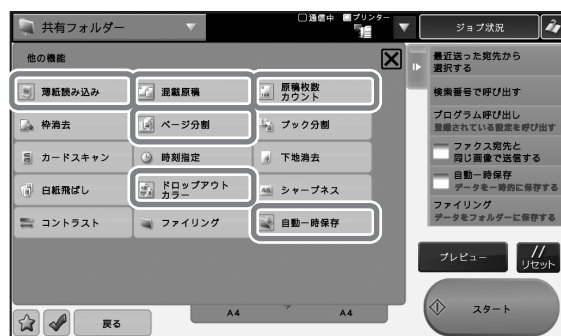 共有フォルダー
通信中 プリンター
ジョブ状況
他の機能
薄紙読み込み
混載原稿
原稿枚数
カウント
枠消去
ページ分割
ブック分割
カードスキャン
時刻指定
下地消去
白紙飛ばし
ドロップアウト
カラー
シャープネス
コントラスト
ファイリング
自動一時保存
最近送った宛先から
選択する
検索番号で呼び出す
プログラム呼び出し
登録されている設定を呼び出す
ファクス宛先と
同じ画像で送信する
自動一時保存
データを一時的に保存する
ファイリング
データをフォルダーに保存する
プレビュー
リセット
A4
A4
戻る
スタート